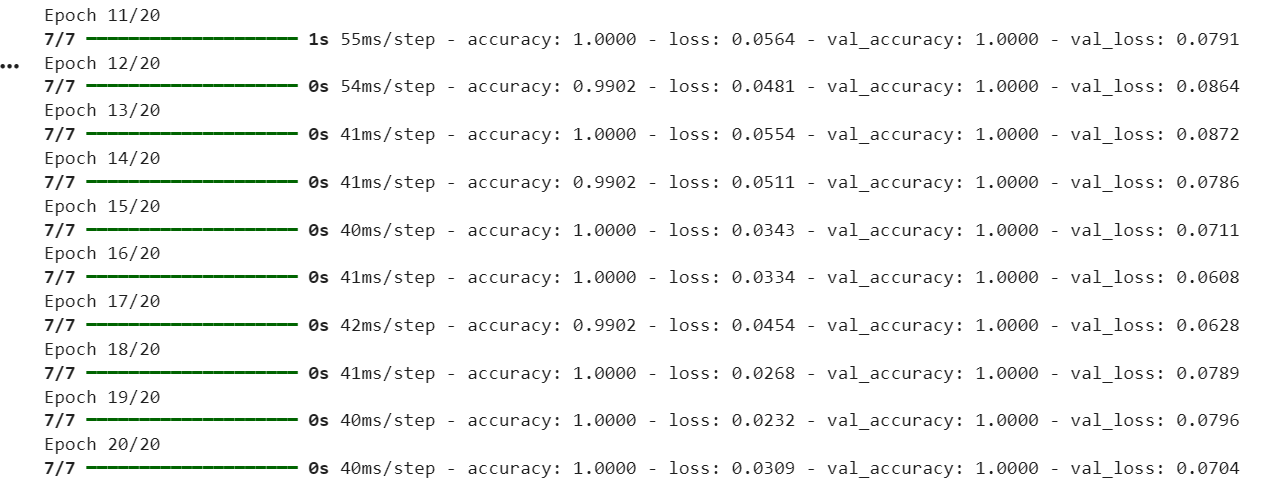 Epoch 11/20
7/7 ━━━━━━━━━━━━━━━━━━━━ 1s 55ms/step - accuracy: 1.0000 - loss: 0.0564 - val_accuracy: 1.0000 - val_loss: 0.0791
Epoch 12/20
7/7 ━━━━━━━━━━━━━━━━━━━━ 0s 54ms/step - accuracy: 0.9902 - loss: 0.0481 - val_accuracy: 1.0000 - val_loss: 0.0864
Epoch 13/20
7/7 ━━━━━━━━━━━━━━━━━━━━ 0s 41ms/step - accuracy: 1.0000 - loss: 0.0554 - val_accuracy: 1.0000 - val_loss: 0.0872
Epoch 14/20
7/7 ━━━━━━━━━━━━━━━━━━━━ 0s 41ms/step - accuracy: 0.9902 - loss: 0.0511 - val_accuracy: 1.0000 - val_loss: 0.0786
Epoch 15/20
7/7 ━━━━━━━━━━━━━━━━━━━━ 0s 40ms/step - accuracy: 1.0000 - loss: 0.0343 - val_accuracy: 1.0000 - val_loss: 0.0711
Epoch 16/20
7/7 ━━━━━━━━━━━━━━━━━━━━ 0s 41ms/step - accuracy: 1.0000 - loss: 0.0334 - val_accuracy: 1.0000 - val_loss: 0.0608
Epoch 17/20
7/7 ━━━━━━━━━━━━━━━━━━━━ 0s 42ms/step - accuracy: 0.9902 - loss: 0.0454 - val_accuracy: 1.0000 - val_loss: 0.0628
Epoch 18/20
7/7 ━━━━━━━━━━━━━━━━━━━━ 0s 41ms/step - accuracy: 1.0000 - loss: 0.0268 - val_accuracy: 1.0000 - val_loss: 0.0789
Epoch 19/20
7/7 ━━━━━━━━━━━━━━━━━━━━ 0s 40ms/step - accuracy: 1.0000 - loss: 0.0232 - val_accuracy: 1.0000 - val_loss: 0.0796
Epoch 20/20
7/7 ━━━━━━━━━━━━━━━━━━━━ 0s 40ms/step - accuracy: 1.0000 - loss: 0.0309 - val_accuracy: 1.0000 - val_loss: 0.0704